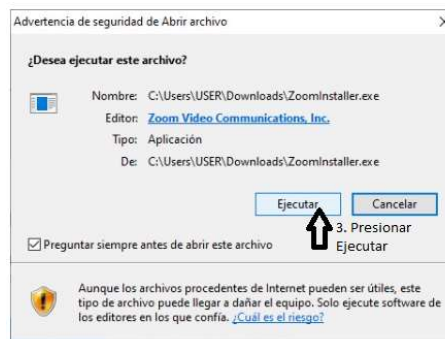 Advertencia de seguridad de Abrir archivo
¿Desea ejecutar este archivo?
Nombre: C:\Users\USER\Downloads\ZoomInstaller.exe
Editor: Zoom Video Communications, Inc.
Tipo: Aplicación
De: C:\Users\USER\Downloads\ZoomInstaller.exe
Ejecutar Cancelar
3. Presionar
Ejecutar
Preguntar siempre antes de abrir este archivo
Aunque los archivos procedentes de Internet pueden ser útiles, este
tipo de archivo puede llegar a dañar el equipo. Solo ejecute software de
los editores en los que confía. ¿Cuál es el riesgo?